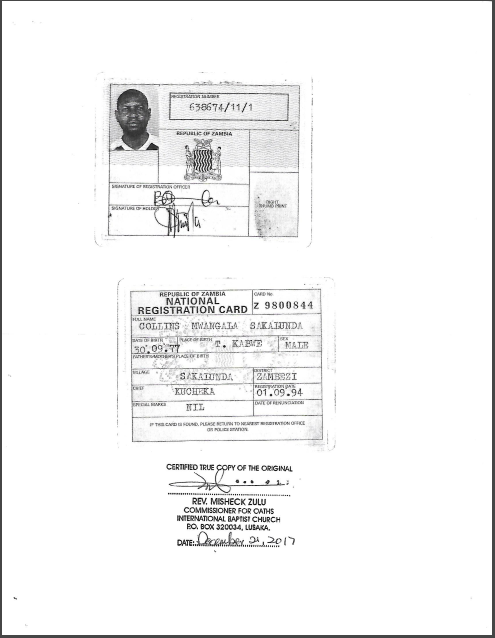 REGISTRATION NUMBER
638674/11/1
REPUBLIC OF ZAMBIA
SIGNATURE OF REGISTRATION OFFICER
SIGNATURE OF HOLDER
RIGHT
THUMB PRINT
REPUBLIC OF ZAMBIA
NATIONAL
REGISTRATION CARD
CARD No
Z 9800844
FULL NAME
COLLINS MWANGALA SAKAIUNDA
DATE OF BIRTH PLACE OF BIRTH SEX
30.09.77 T. KABWE MALE
FATHER'S/MOTHER'S PLACE OF BIRTH
VILLAGE DISTRICT
SAKAIUNDA ZAMBEZI
CHIEF REGISTRATION DATE
KUCHEKA 01.09.94
SPECIAL MARKS DATE OF RENUNCIATION
NIL
IF THIS CARD IS FOUND, PLEASE RETURN TO NEAREST REGISTRATION OFFICE
OR POLICE STATION.
CERTIFIED TRUE COPY OF THE ORIGINAL
REV. MISHECK ZULU
COMMISSIONER FOR OATHS
INTERNATIONAL BAPTIST CHURCH
P.O. BOX 320034, LUSAKA.
DATE: December 21, 2017